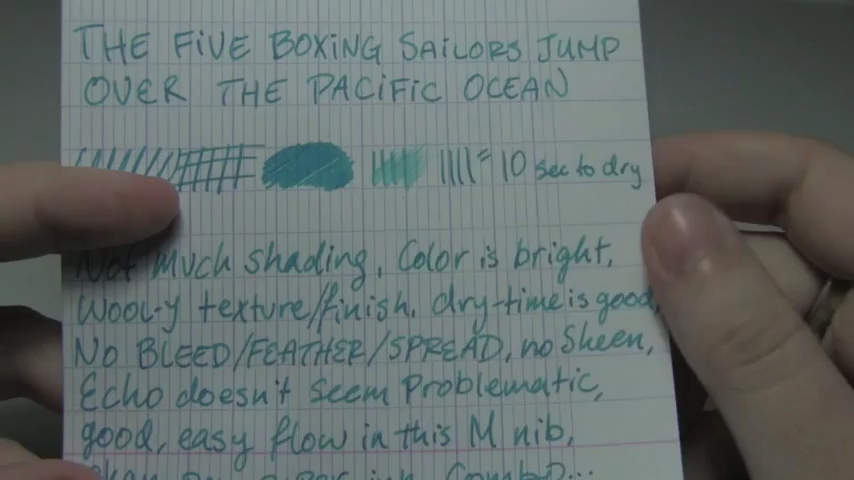 THE FIVE BOXING SAILORS JUMP
OVER THE PACIFIC OCEAN
= 10 sec to dry
Not much shading, Color is bright,
Wool-y texture/finish, dry-time is good,
No BLEED/FEATHER/SPREAD, no Sheen,
Echo doesn't seem Problematic,
good, easy flow in this M nib,
Combo...